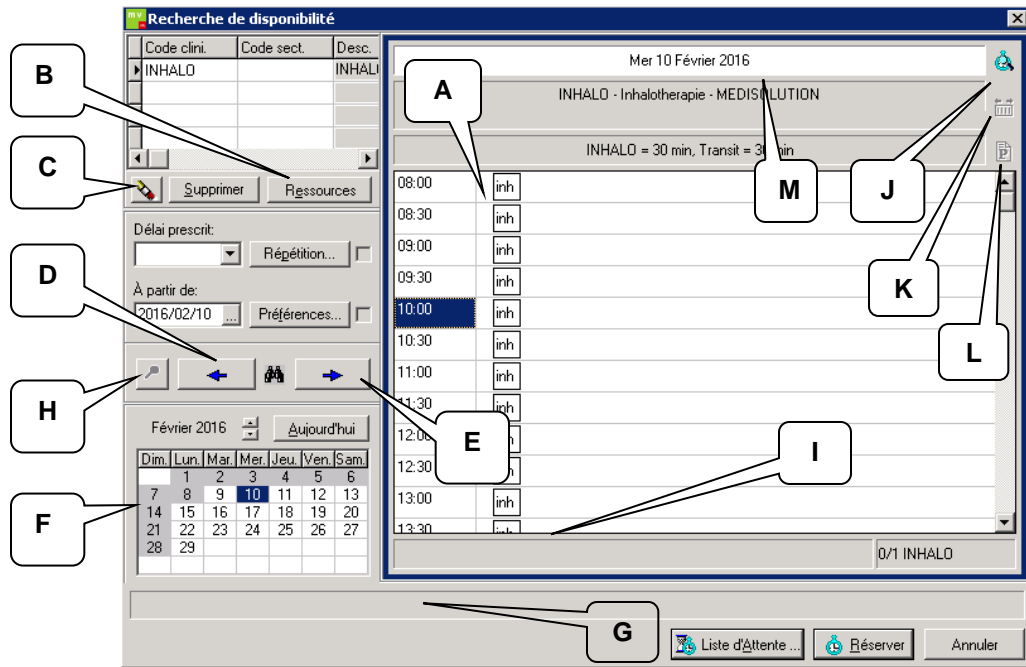 Recherche de disponibilité
Code clini. Code sect. Desc.
INHALO INHALI
Supprimer Ressources
Délai prescrit:
Répétition...
À partir de:
2016/02/10 ... Préférences...
Février 2016 Aujourd'hui
Dim. Lun. Mar. Mer. Jeu. Ven. Sam.
1 2 3 4 5 6
7 8 9 10 11 12 13
14 15 16 17 18 19 20
21 22 23 24 25 26 27
28 29
Mer 10 Février 2016
INHALO - Inhalotherapie - MEDISOLUTION
INHALO = 30 min, Transit = 30 min
08:00 inh
08:30 inh
09:00 inh
09:30 inh
10:00 inh
10:30 inh
11:00 inh
11:30 inh
12:00 inh
12:30 inh
13:00 inh
13:30 inh
0/1 INHALO
Liste d'Attente ... Réserver Annuler
A
B
C
D
E
F
G
H
I
J
K
L
M